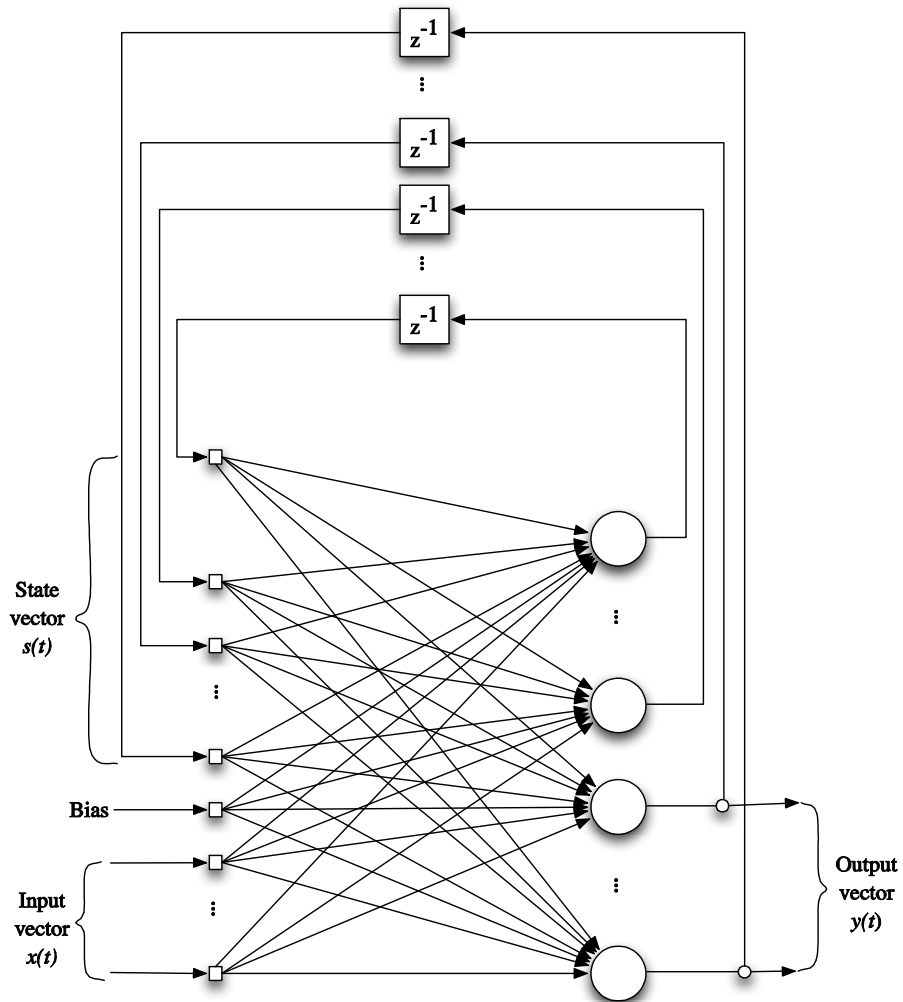 z-1
z-1
z-1
z-1
State
vector
s(t)
Bias
Input
vector
x(t)
Output
vector
y(t)